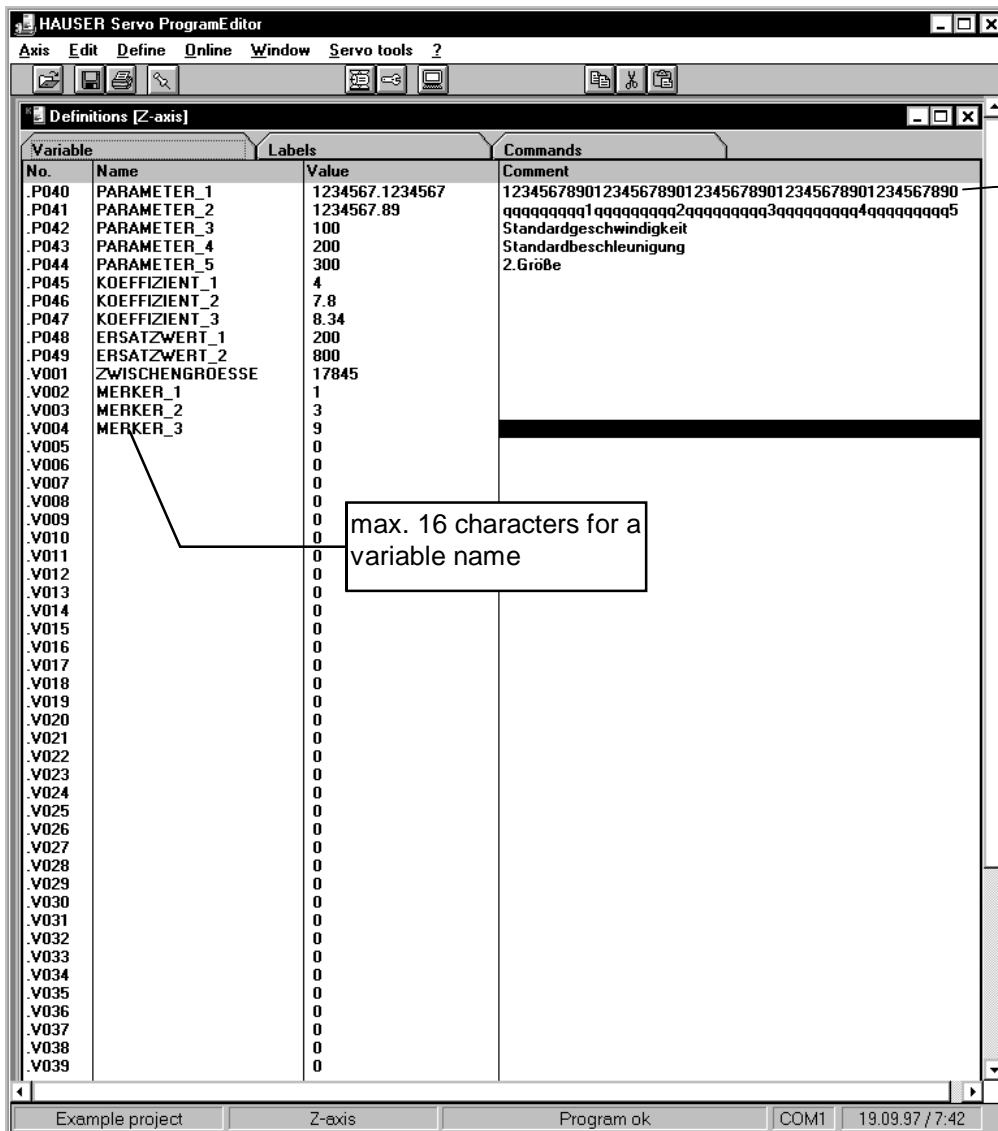 HAUSER Servo ProgramEditor
Axis Edit Define Online Window Servo tools ?
Definitions [Z-axis]
Variable Labels Commands
No. Name Value Comment
.P040 PARAMETER_1 1234567.1234567 12345678901234567890123456789012345678901234567890
.P041 PARAMETER_2 1234567.89 qqqqqqqqq1qqqqqqqqq2qqqqqqqqq3qqqqqqqqq4qqqqqqqqq5
.P042 PARAMETER_3 100 Standardgeschwindigkeit
.P043 PARAMETER_4 200 Standardbeschleunigung
.P044 PARAMETER_5 300 2.Größe
.P045 KOEFFIZIENT_1 4
.P046 KOEFFIZIENT_2 7.8
.P047 KOEFFIZIENT_3 8.34
.P048 ERSATZWERT_1 200
.P049 ERSATZWERT_2 800
.V001 ZWISCHENGROESSE 17845
.V002 MERKER_1 1
.V003 MERKER_2 3
.V004 MERKER_3 9
.V005 0
.V006 0
.V007 0
.V008 0
.V009 0
.V010 0
.V011 0
.V012 0
.V013 0
.V014 0
.V015 0
.V016 0
.V017 0
.V018 0
.V019 0
.V020 0
.V021 0
.V022 0
.V023 0
.V024 0
.V025 0
.V026 0
.V027 0
.V028 0
.V029 0
.V030 0
.V031 0
.V032 0
.V033 0
.V034 0
.V035 0
.V036 0
.V037 0
.V038 0
.V039 0
max. 16 characters for a
variable name
Example project Z-axis Program ok COM1 19.09.97 / 7:42